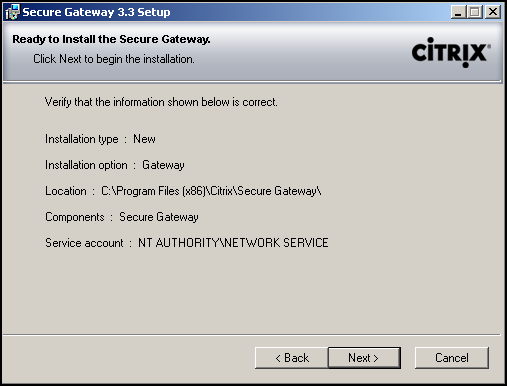 Secure Gateway 3.3 Setup
Ready to Install the Secure Gateway.
Click Next to begin the installation.
CİTRIX®
Verify that the information shown below is correct.
Installation type : New
Installation option : Gateway
Location : C:\Program Files (x86)\Citrix\Secure Gateway\
Components : Secure Gateway
Service account : NT AUTHORITY\NETWORK SERVICE
< Back
Next >
Cancel